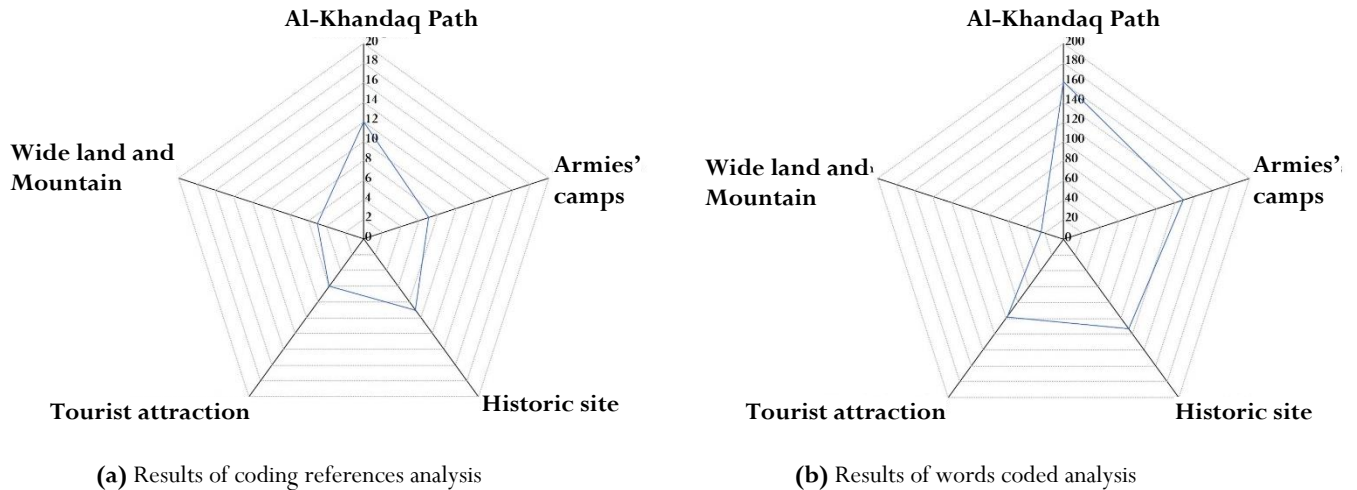 Al-Khandaq Path
20
18
16
14
12
10
8
6
4
2
0
Wide land and
Mountain
Armies’
camps
Tourist attraction
Historic site
(a) Results of coding references analysis
Al-Khandaq Path
200
180
160
140
120
100
80
60
40
20
0
Wide land and
Mountain
Armies’
camps
Tourist attraction
Historic site
(b) Results of words coded analysis